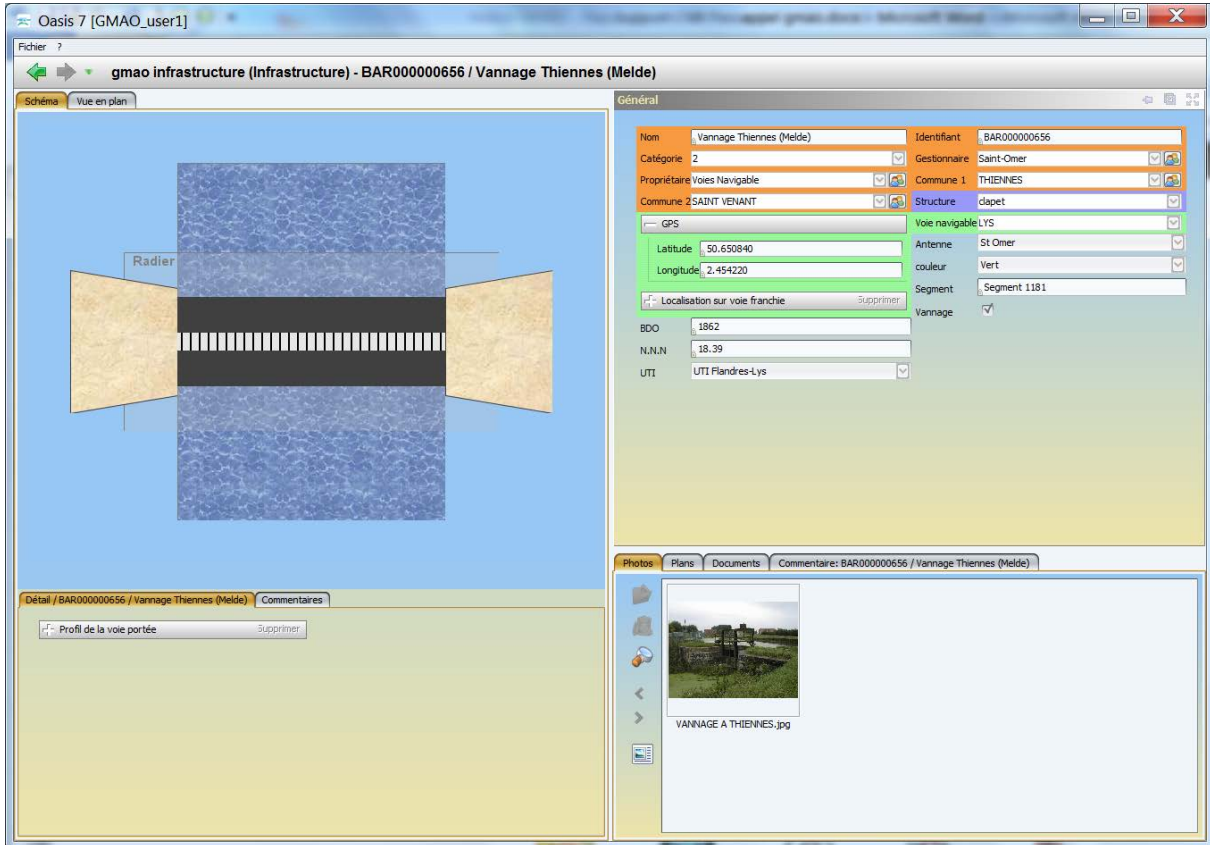 Oasis 7 [GMAO_user1]
Fichier ?
gmao infrastructure (Infrastructure) - BAR000000656 / Vannage Thiennes (Melde)
Schéma Vue en plan
Radier
Détail / BAR000000656 / Vannage Thiennes (Melde) Commentaires
Profil de la voie portée Supprimer
Général
Nom Vannage Thiennes (Melde) Identifiant BAR000000656
Catégorie 2 Gestionnaire Saint-Omer
Propriétaire Voies Navigable Commune 1 THIENNES
Commune 2 SAINT VENANT Structure clapet
GPS Voie navigable LYS
Latitude 50.650840 Antenne St Omer
Longitude 2.454220 couleur Vert
Segment Segment 1181
Localisation sur voie franchie Supprimer Vannage
BDO 1862
N.N.N 18.39
UTI UTI Flandres-Lys
Photos Plans Documents Commentaire: BAR000000656 / Vannage Thiennes (Melde)
VANNAGE A THIENNES.jpg